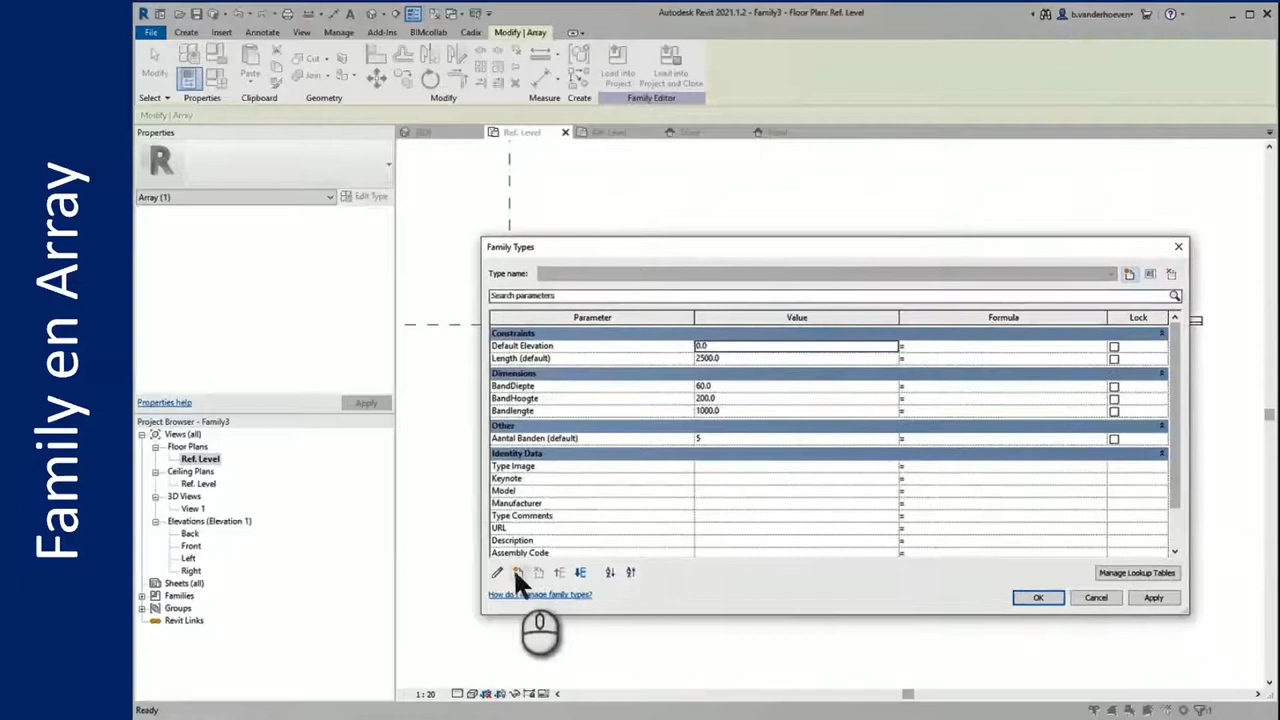 Family en Array
Autodesk Revit 2021.1.2 - Family3 - Floor Plan: Ref. Level
b.vanderhoeven
File Create Insert Annotate View Manage Add-Ins BIMcollab Cadix Modify | Array
Modify Paste Cut Join Load into Project Load into Project and Close
Select Properties Clipboard Geometry Modify Measure Create Family Editor
Modify | Array
Properties
Ref. Level
Array (1)
Edit Type
Properties help
Apply
Project Browser - Family3
Views (all)
Floor Plans
Ref. Level
Ceiling Plans
Ref. Level
3D Views
View 1
Elevations (Elevation 1)
Back
Front
Left
Right
Sheets (all)
Families
Groups
Revit Links
Family Types
Type name:
Search parameters
Parameter Value Formula Lock
Constraints
Default Elevation 0.0 =
Length (default) 2500.0 =
Dimensions
BandDiepte 60.0 =
BandHoogte 200.0 =
Bandlengte 1000.0 =
Other
Aantal Banden (default) 5 =
Identity Data
Type Image =
Keynote =
Model =
Manufacturer =
Type Comments =
URL =
Description =
Assembly Code =
Manage Lookup Tables
How do I manage family types?
OK Cancel Apply
1 : 20
Ready